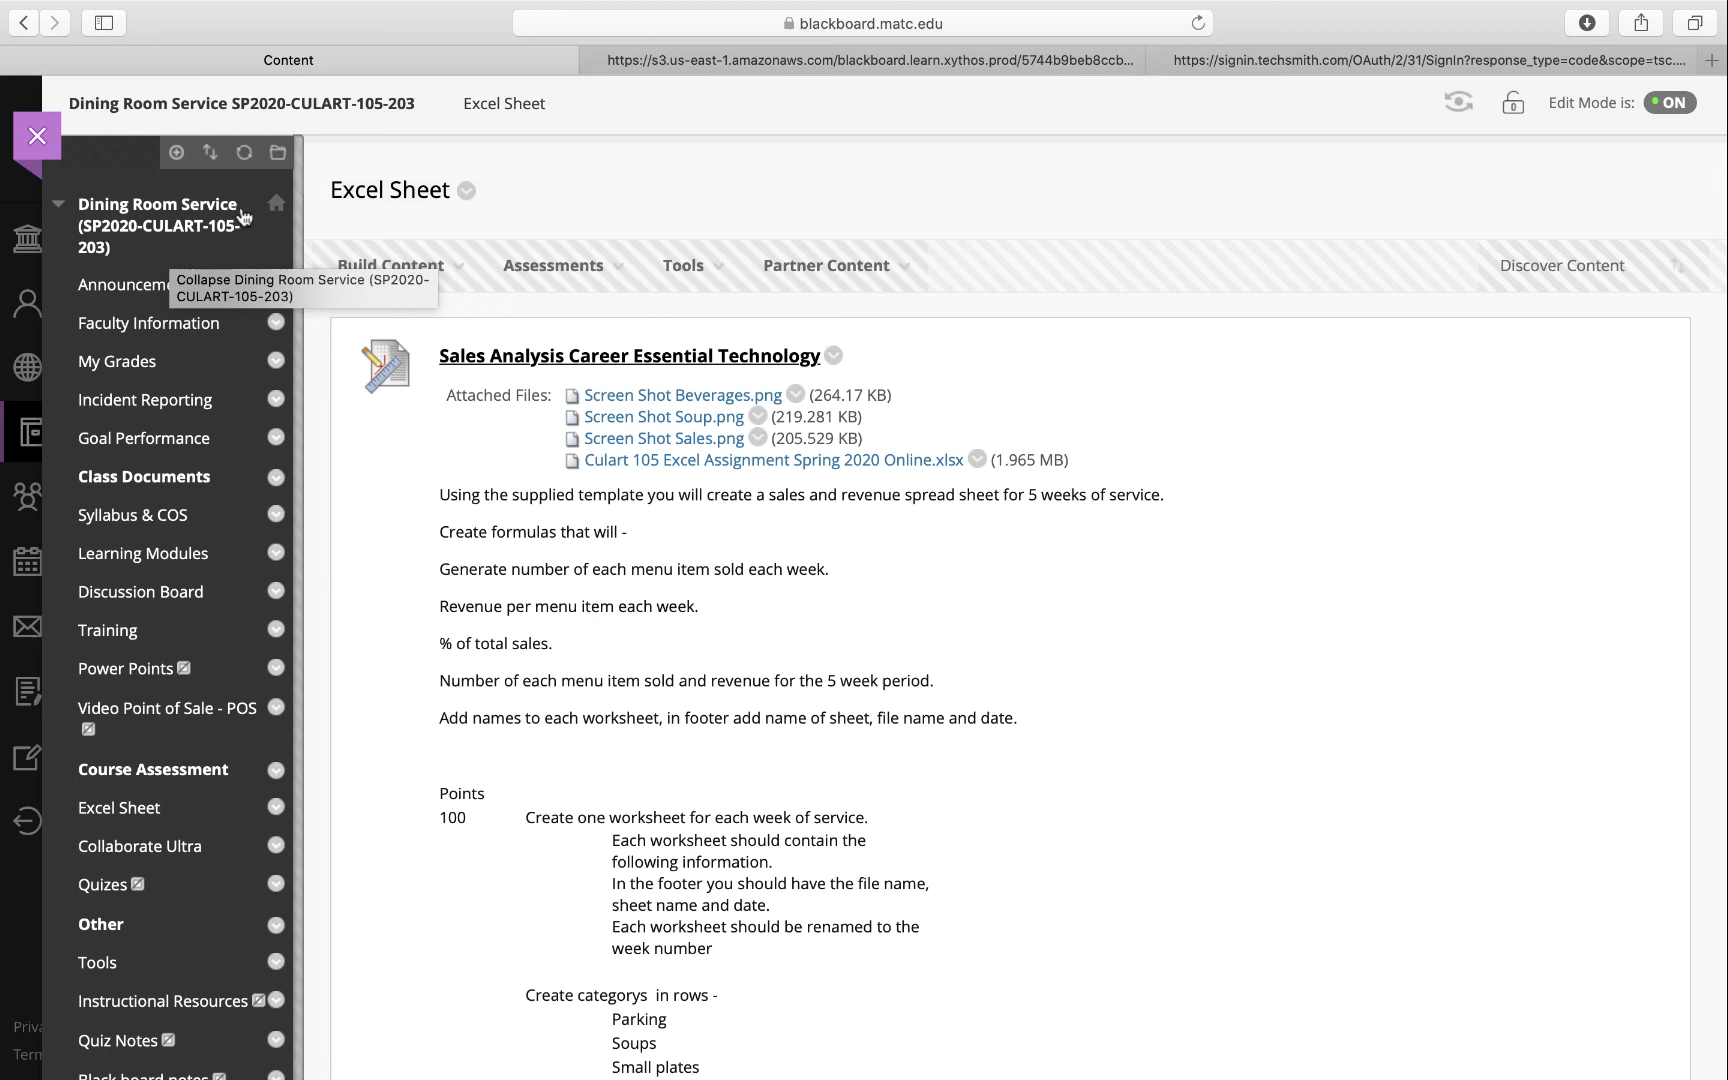 blackboard.matc.edu
Content
https://s3.us-east-1.amazonaws.com/blackboard.learn.xythos.prod/5744b9beb8ccb...
https://signin.techsmith.com/OAuth/2/31/SignIn?response_type=code&scope=tsc....
Dining Room Service SP2020-CULART-105-203
Excel Sheet
0
Edit Mode is:
ON
Dining Room Service
(SP2020-CULART-105-
203)
Collapse Dining Room Service (SP2020-
CULART-105-203)
Faculty Information
My Grades
Incident Reporting
Goal Performance
Class Documents
Syllabus & COS
Learning Modules
Discussion Board
Training
Power Points
Video Point of Sale - POS
Course Assessment
Excel Sheet
Collaborate Ultra
Quizes
Other
Tools
Instructional Resources
Quiz Notes
Black board notes
Excel Sheet
Build Content
Assessments
Tools
Partner Content
Discover Content
Sales Analysis Career Essential Technology
Attached Files:
Screen Shot Beverages.png (264.17 KB)
Screen Shot Soup.png (219.281 KB)
Screen Shot Sales.png (205.529 KB)
Culart 105 Excel Assignment Spring 2020 Online.xlsx (1.965 MB)
Using the supplied template you will create a sales and revenue spread sheet for 5 weeks of service.
Create formulas that will -
Generate number of each menu item sold each week.
Revenue per menu item each week.
% of total sales.
Number of each menu item sold and revenue for the 5 week period.
Add names to each worksheet, in footer add name of sheet, file name and date.
Points
100 Create one worksheet for each week of service.
Each worksheet should contain the
following information.
In the footer you should have the file name,
sheet name and date.
Each worksheet should be renamed to the
week number
Create categorys in rows -
Parking
Soups
Small plates